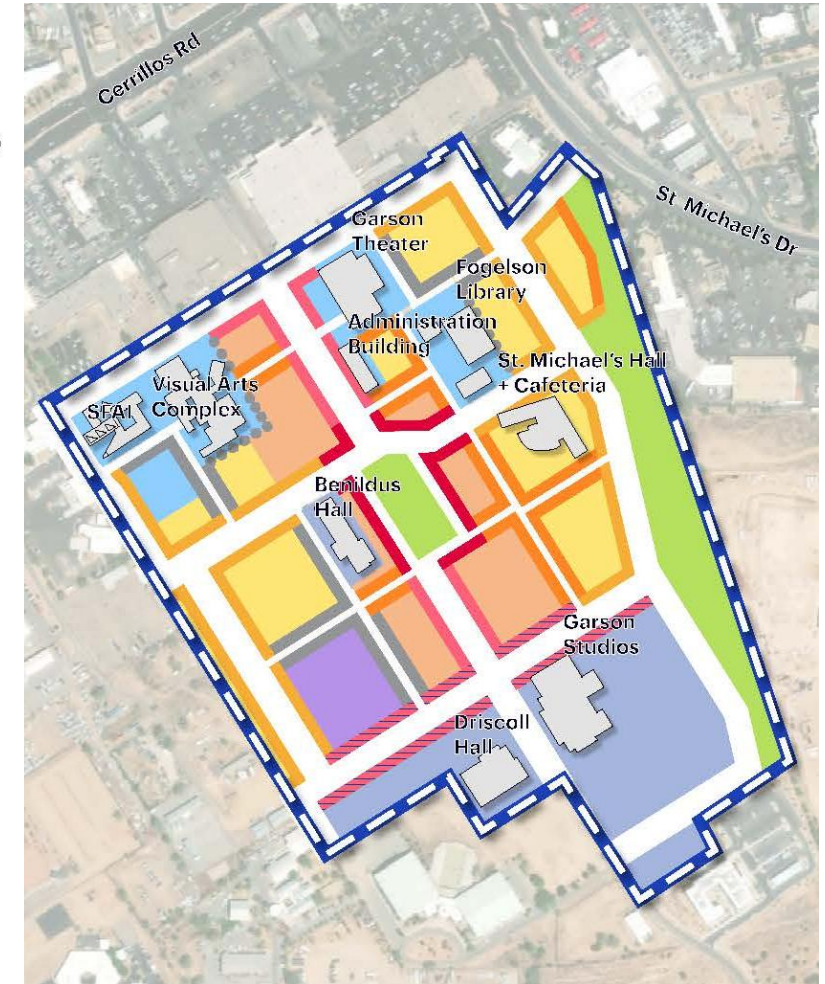 Cerrillos Rd
St. Michael's Dr
Garson
Theater
Fogelson
Library
Administration
Building
St. Michael's Hall
+ Cafeteria
Visual Arts
Complex
SFAI
Benildus
Hall
Garson
Studios
Driscoll
Hall